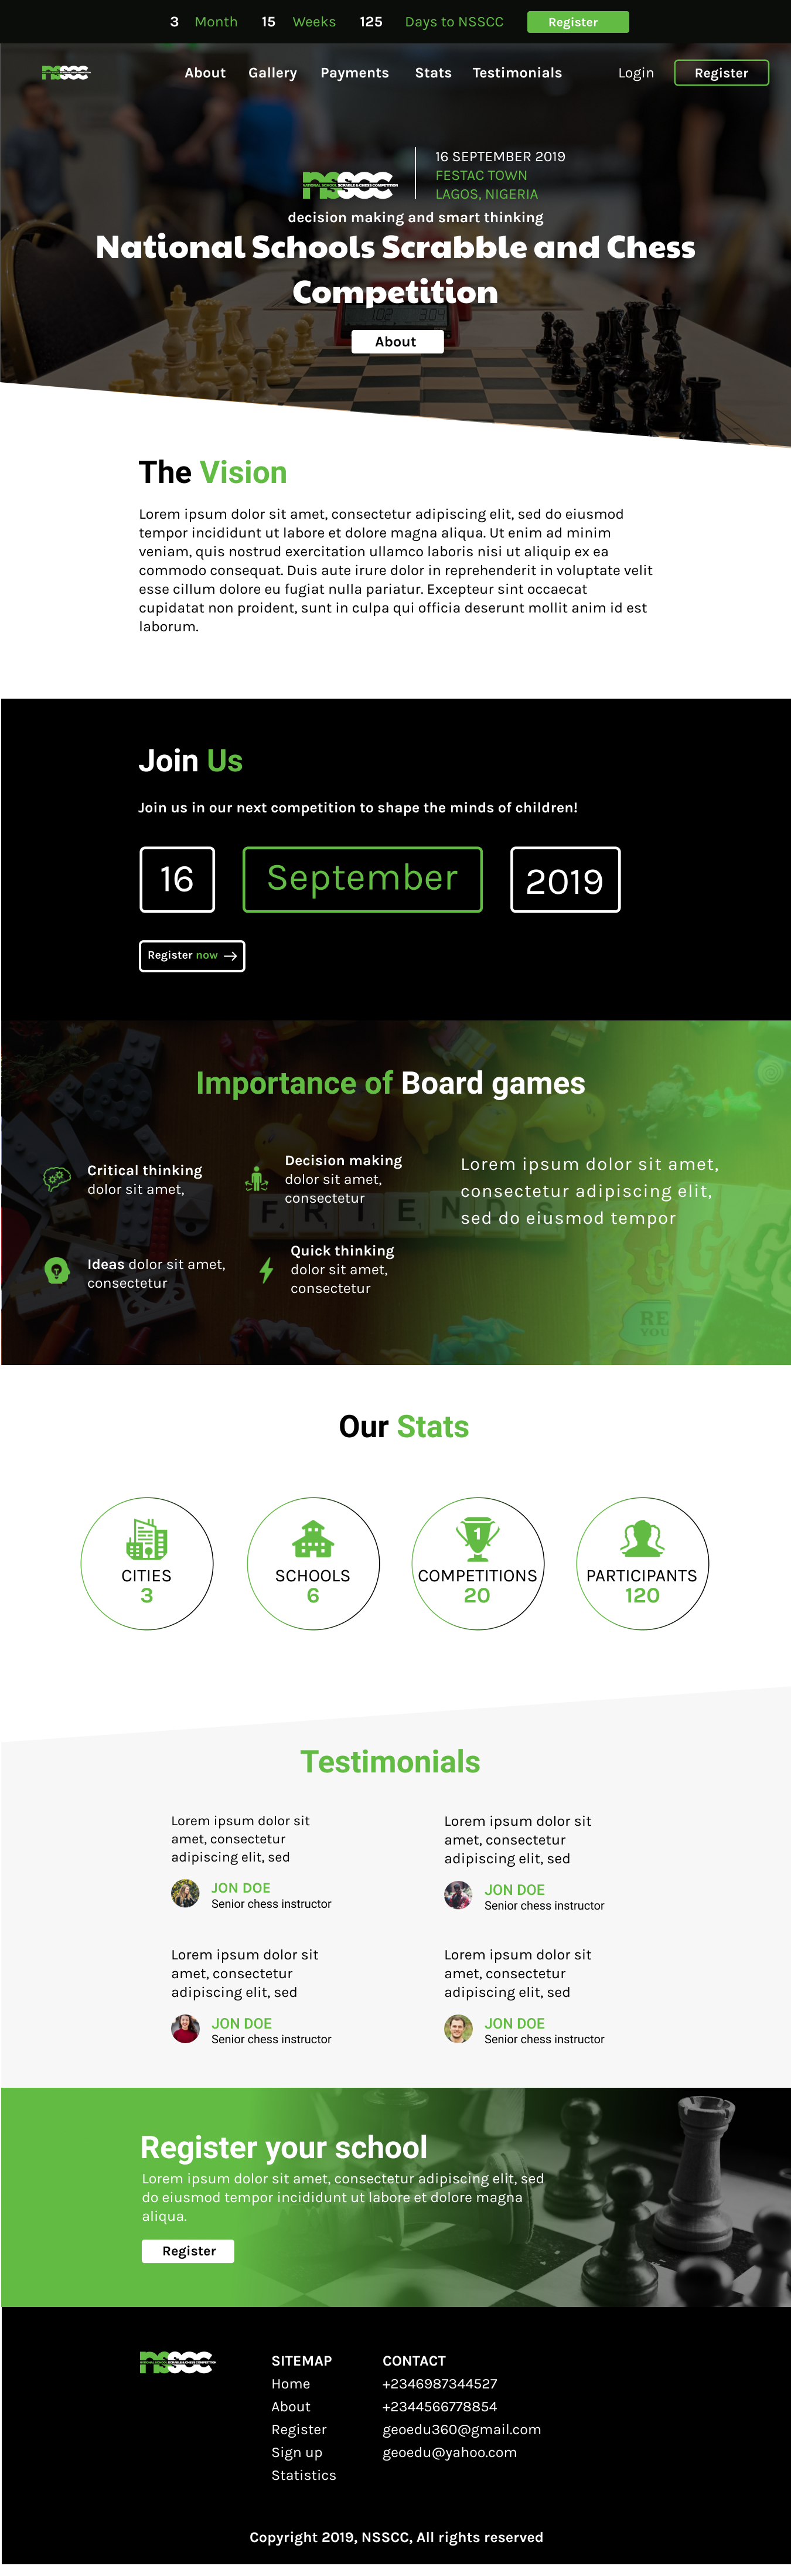 3 Month 15 Weeks 125 Days to NSSCC Register
nsscc About Gallery Payments Stats Testimonials Login Register
16 SEPTEMBER 2019
FESTAC TOWN
LAGOS, NIGERIA
NATIONAL SCHOOL SCRABLE & CHESS COMPETITION
decision making and smart thinking
National Schools Scrabble and Chess
Competition
About
The Vision
Lorem ipsum dolor sit amet, consectetur adipiscing elit, sed do eiusmod
tempor incididunt ut labore et dolore magna aliqua. Ut enim ad minim
veniam, quis nostrud exercitation ullamco laboris nisi ut aliquip ex ea
commodo consequat. Duis aute irure dolor in reprehenderit in voluptate velit
esse cillum dolore eu fugiat nulla pariatur. Excepteur sint occaecat
cupidatat non proident, sunt in culpa qui officia deserunt mollit anim id est
laborum.
Join Us
Join us in our next competition to shape the minds of children!
16 September 2019
Register now →
Importance of Board games
Critical thinking
dolor sit amet,
Decision making
dolor sit amet,
consectetur
Lorem ipsum dolor sit amet,
consectetur adipiscing elit,
sed do eiusmod tempor
FRIENDS
Ideas dolor sit amet,
consectetur
Quick thinking
dolor sit amet,
consectetur
RE
YOU
Our Stats
CITIES
3
SCHOOLS
6
1
COMPETITIONS
20
PARTICIPANTS
120
Testimonials
Lorem ipsum dolor sit
amet, consectetur
adipiscing elit, sed
JON DOE
Senior chess instructor
Lorem ipsum dolor sit
amet, consectetur
adipiscing elit, sed
JON DOE
Senior chess instructor
Lorem ipsum dolor sit
amet, consectetur
adipiscing elit, sed
JON DOE
Senior chess instructor
Lorem ipsum dolor sit
amet, consectetur
adipiscing elit, sed
JON DOE
Senior chess instructor
Register your school
Lorem ipsum dolor sit amet, consectetur adipiscing elit, sed
do eiusmod tempor incididunt ut labore et dolore magna
aliqua.
Register
nsscc
SITEMAP
Home
About
Register
Sign up
Statistics
CONTACT
+2346987344527
+2344566778854
geoedu360@gmail.com
geoedu@yahoo.com
Copyright 2019, NSSCC, All rights reserved